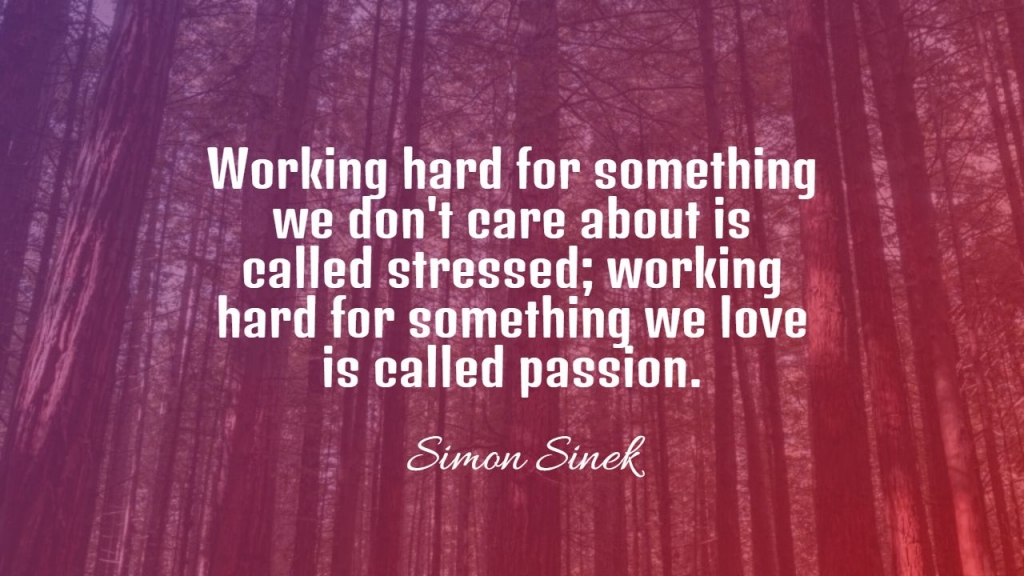 Working hard for something
we don't care about is
called stressed; working
hard for something we love
is called passion.
Simon Sinek